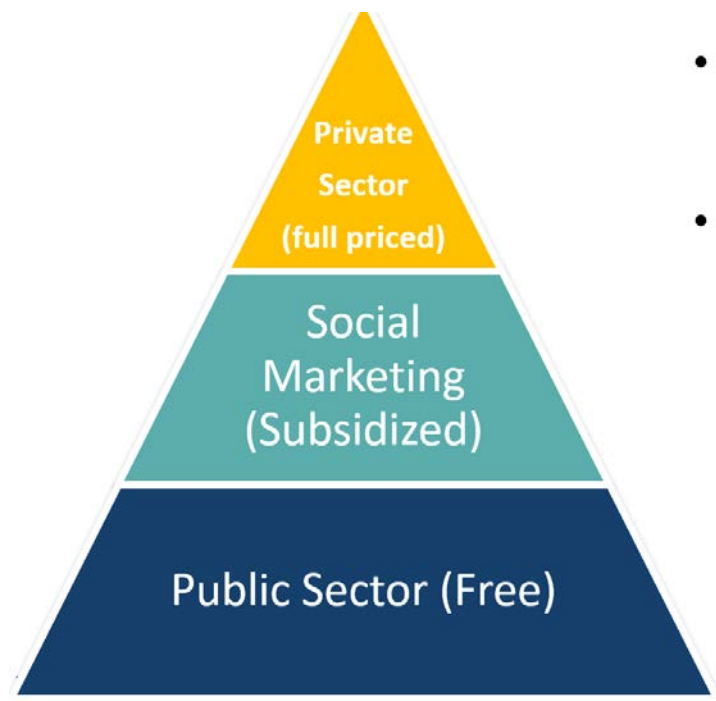 Private
Sector
(full priced)
Social
Marketing
(Subsidized)
Public Sector (Free)